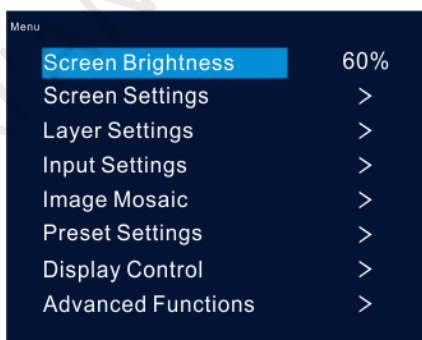 Menu
Screen Brightness 60%
Screen Settings >
Layer Settings >
Input Settings >
Image Mosaic >
Preset Settings >
Display Control >
Advanced Functions >